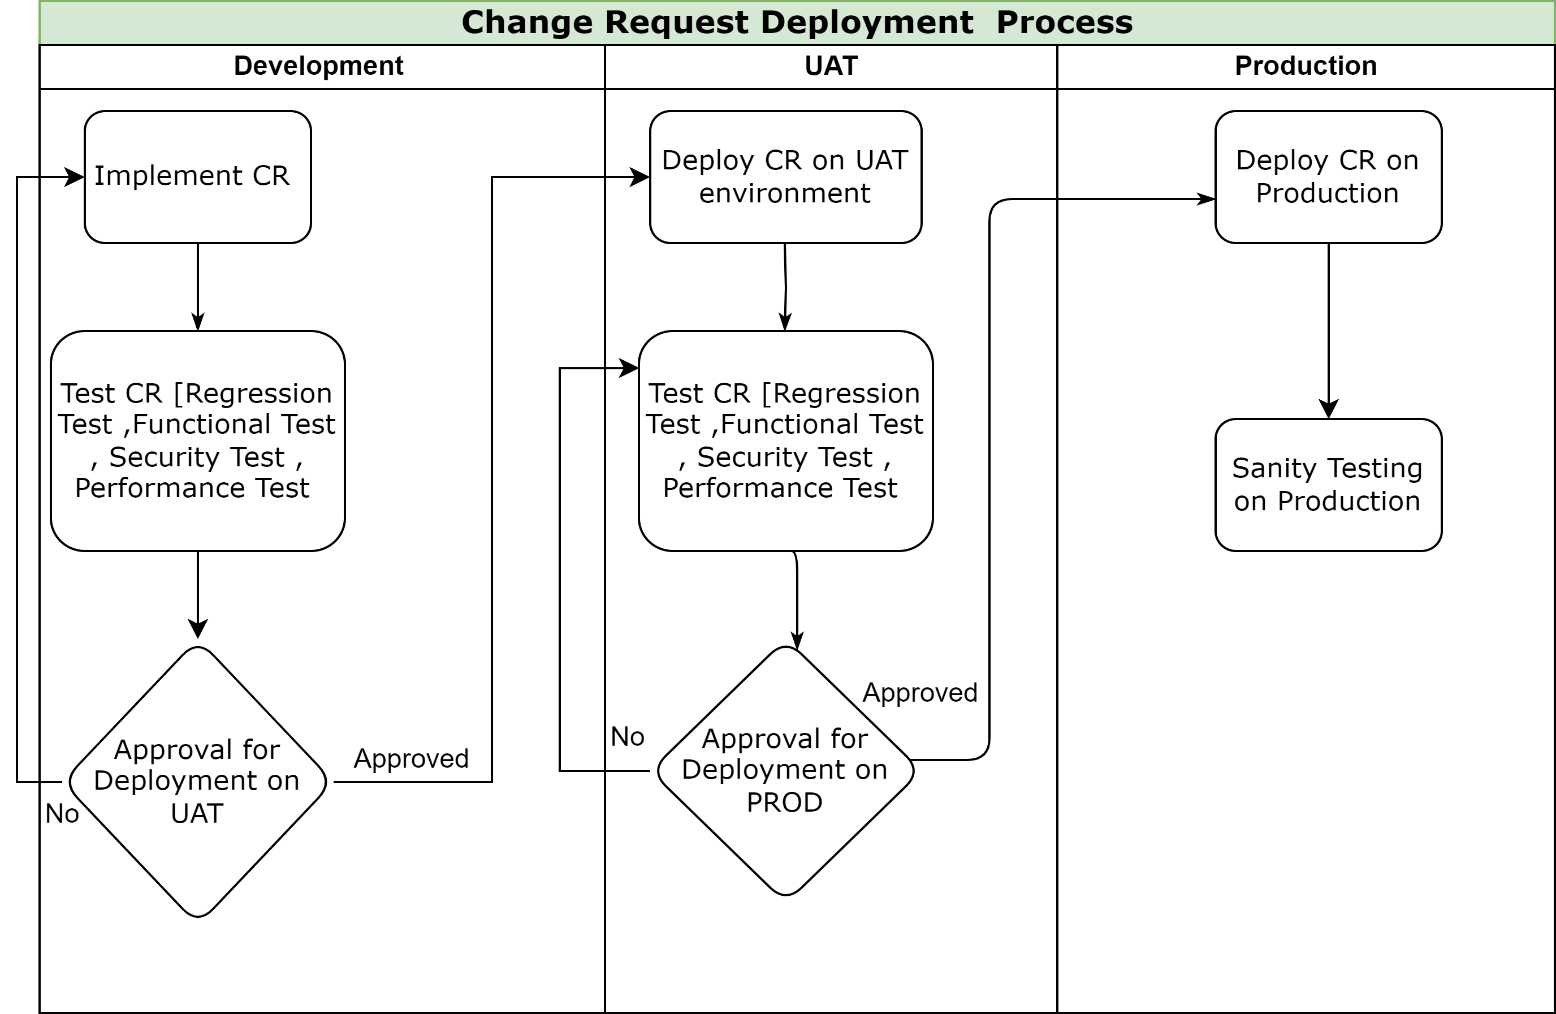 Change Request Deployment  Process
Development
UAT
Production
Implement CR
Deploy CR on UAT
environment
Deploy CR on
Production
Test CR [Regression
Test ,Functional Test
, Security Test ,
Performance Test
Test CR [Regression
Test ,Functional Test
, Security Test ,
Performance Test
Sanity Testing
on Production
Approval for
Deployment on
UAT
No
Approved
Approval for
Deployment on
PROD
No
Approved